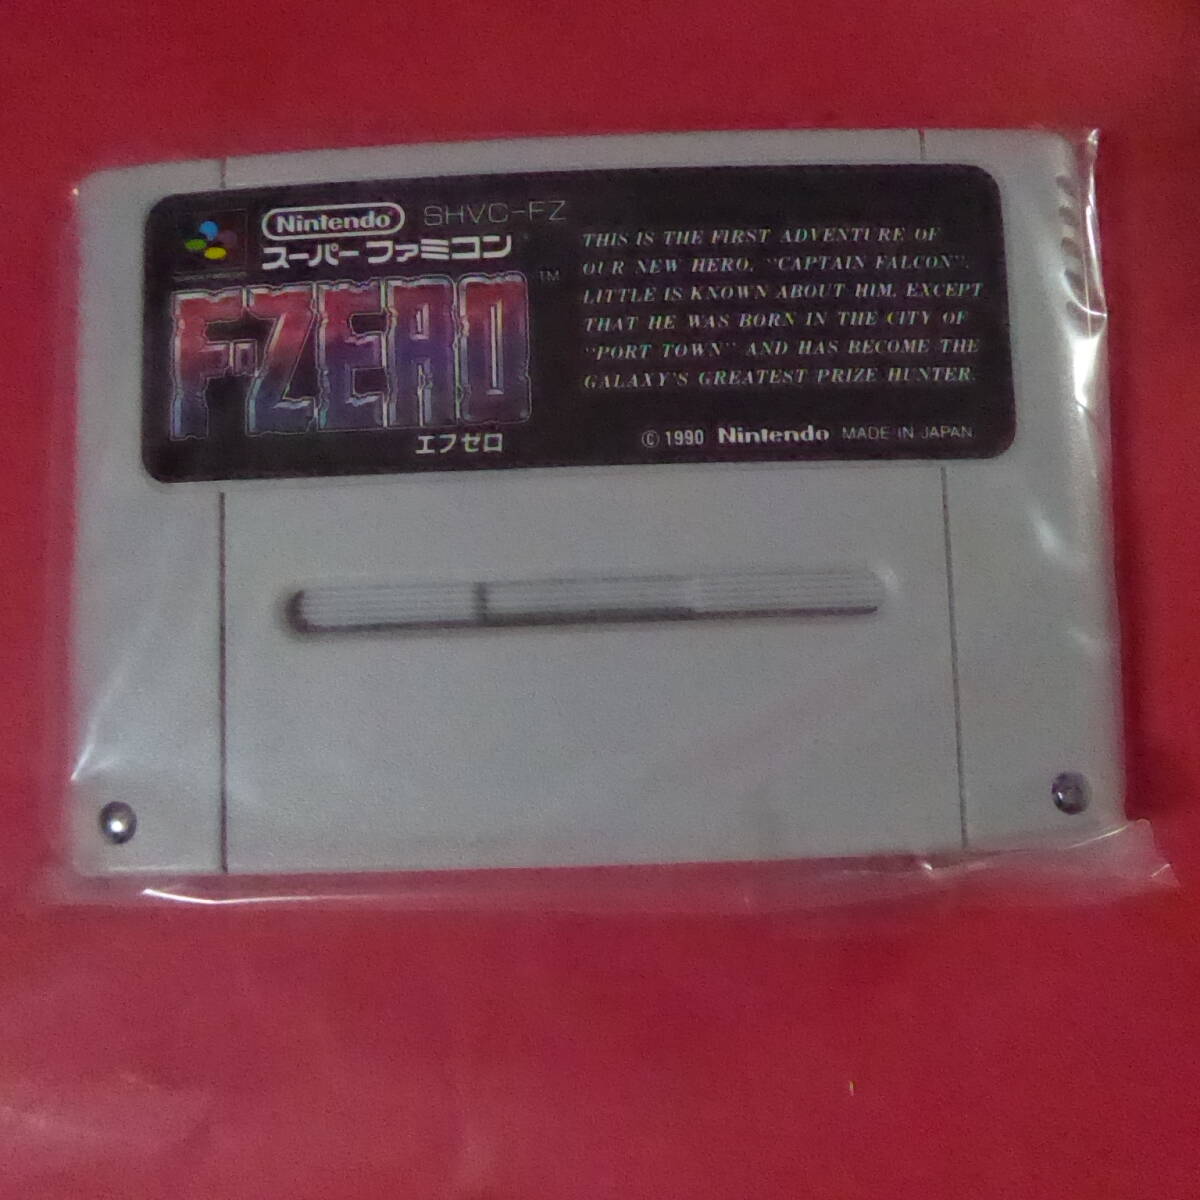 Nintendo SHVC-FZ
スーパーファミコン
F-ZERO™
エフゼロ
THIS IS THE FIRST ADVENTURE OF
OUR NEW HERO, "CAPTAIN FALCON".
LITTLE IS KNOWN ABOUT HIM, EXCEPT
THAT HE WAS BORN IN THE CITY OF
"PORT TOWN" AND HAS BECOME THE
GALAXY'S GREATEST PRIZE HUNTER.
© 1990 Nintendo MADE IN JAPAN